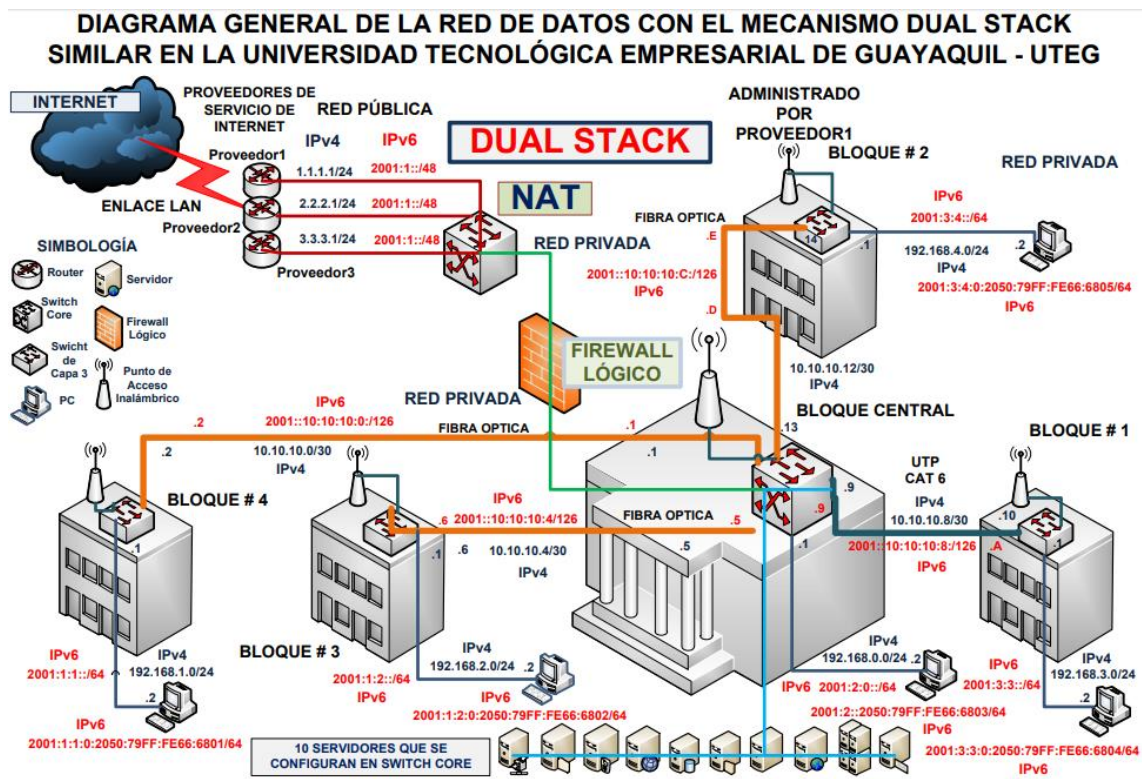 DIAGRAMA GENERAL DE LA RED DE DATOS CON EL MECANISMO DUAL STACK
SIMILAR EN LA UNIVERSIDAD TECNOLÓGICA EMPRESARIAL DE GUAYAQUIL - UTEG
INTERNET
PROVEEDORES DE
SERVICIO DE
INTERNET
RED PÚBLICA
IPv4
IPv6
DUAL STACK
ADMINISTRADO
POR
PROVEEDOR1
BLOQUE # 2
RED PRIVADA
Proveedor1
1.1.1.1/24
2001:1::/48
ENLACE LAN
Proveedor2
2.2.2.1/24
2001:1::/48
NAT
Proveedor3
3.3.3.1/24
2001:1::/48
RED PRIVADA
FIBRA OPTICA
.E
14
.1
IPv6
2001:3:4::/64
192.168.4.0/24
IPv4
.2
2001:3:4:0:2050:79FF:FE66:6805/64
IPv6
2001::10:10:10:C:/126
IPv6
.D
10.10.10.12/30
IPv4
SIMBOLOGÍA
Router
Servidor
Switch
Core
Firewall
Lógico
Swicht
de
Capa 3
PC
Punto de
Acceso
Inalámbrico
FIREWALL
LÓGICO
RED PRIVADA
IPv6
.2
2001::10:10:10:0:/126
FIBRA OPTICA
.1
.2
10.10.10.0/30
IPv4
.1
.13
BLOQUE CENTRAL
BLOQUE # 1
UTP
CAT 6
IPv4
10.10.10.8/30
.9
.9
.10
2001::10:10:10:8:/126
.A
IPv6
.1
.1
BLOQUE # 4
.1
IPv6
.6
2001::10:10:10:4/126
FIBRA OPTICA
.5
.1
.6
10.10.10.4/30
.5
IPv4
BLOQUE # 3
IPv6
2001:1:1::/64
IPv4
192.168.1.0/24
.2
2001:1:1:0:2050:79FF:FE66:6801/64
IPv6
IPv4
192.168.2.0/24
.2
2001:1:2::/64
IPv6
IPv6
2001:1:2:0:2050:79FF:FE66:6802/64
IPv4
192.168.0.0/24
.2
IPv6
2001:2:0::/64
2001:2::2050:79FF:FE66:6803/64
IPv6
IPv6
2001:3:3::/64
IPv4
192.168.3.0/24
.2
2001:3:3:0:2050:79FF:FE66:6804/64
IPv6
10 SERVIDORES QUE SE
CONFIGURAN EN SWITCH CORE